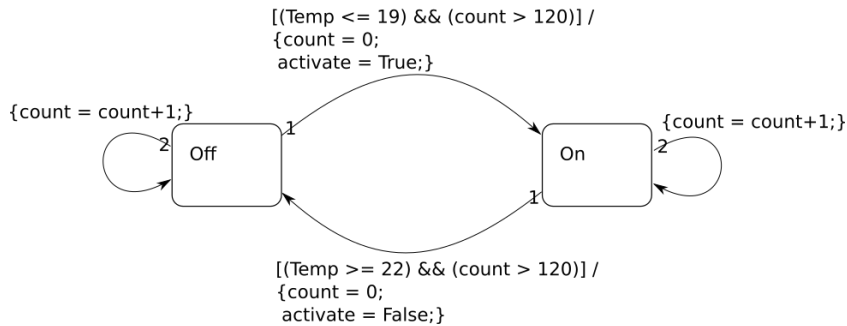 [(Temp <= 19) && (count > 120)] /
{count = 0;
activate = True;}
{count = count+1;}
1
{count = count+1;}
2
Off
On
2
1
[(Temp >= 22) && (count > 120)] /
{count = 0;
activate = False;}